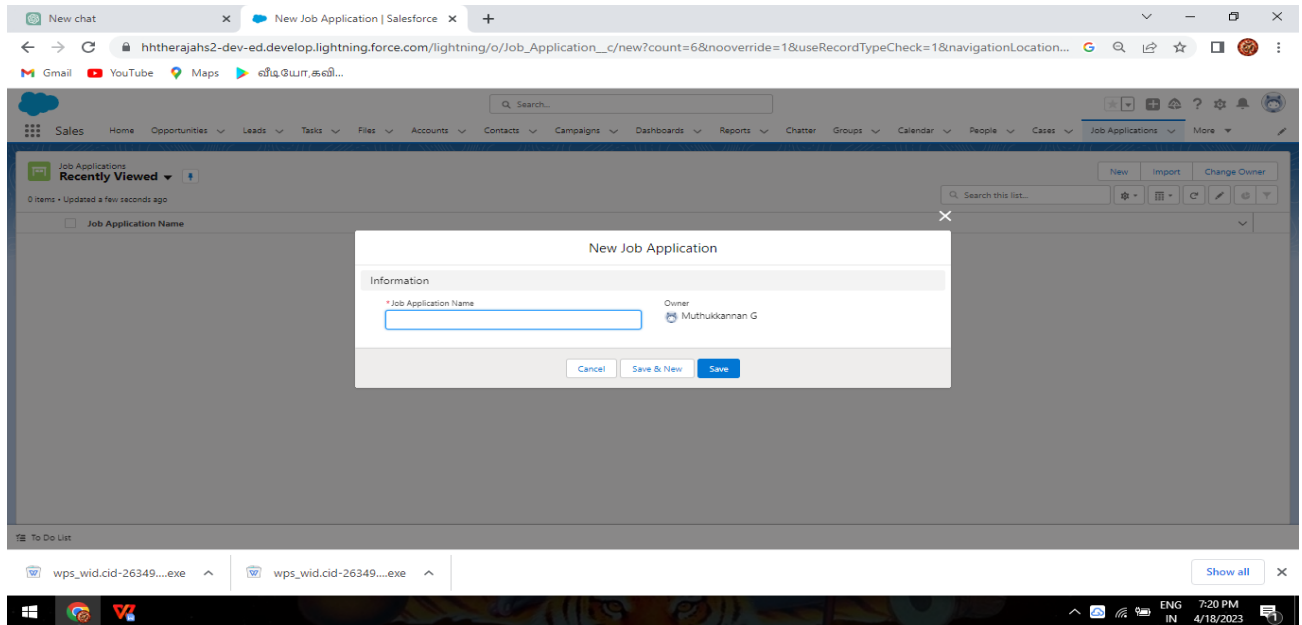 New chat
New Job Application | Salesforce
hhtherajahs2-dev-ed.develop.lightning.force.com/lightning/o/Job_Application__c/new?count=6&nooverride=1&useRecordTypeCheck=1&navigationLocation...
Gmail YouTube Maps வீடியோ,கவி...
Search...
Sales Home Opportunities Leads Tasks Files Accounts Contacts Campaigns Dashboards Reports Chatter Groups Calendar People Cases Job Applications More
Job Applications
Recently Viewed
New Import Change Owner
0 items • Updated a few seconds ago
Search this list...
Job Application Name
New Job Application
Information
*Job Application Name
Owner
Muthukkannan G
Cancel Save & New Save
To Do List
wps_wid.cid-26349....exe wps_wid.cid-26349....exe Show all
ENG 7:20 PM
IN 4/18/2023
1